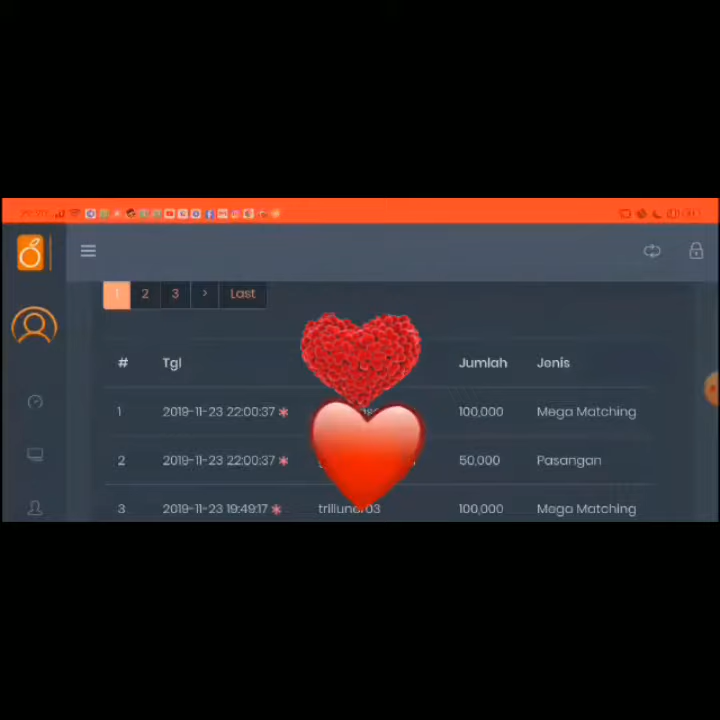 1 2 3 > Last
# Tgl Jumlah Jenis
1 2019-11-23 22:00:37 * 100,000 Mega Matching
2 2019-11-23 22:00:37 * 50,000 Pasangan
3 2019-11-23 19:49:17 * 100,000 Mega Matching